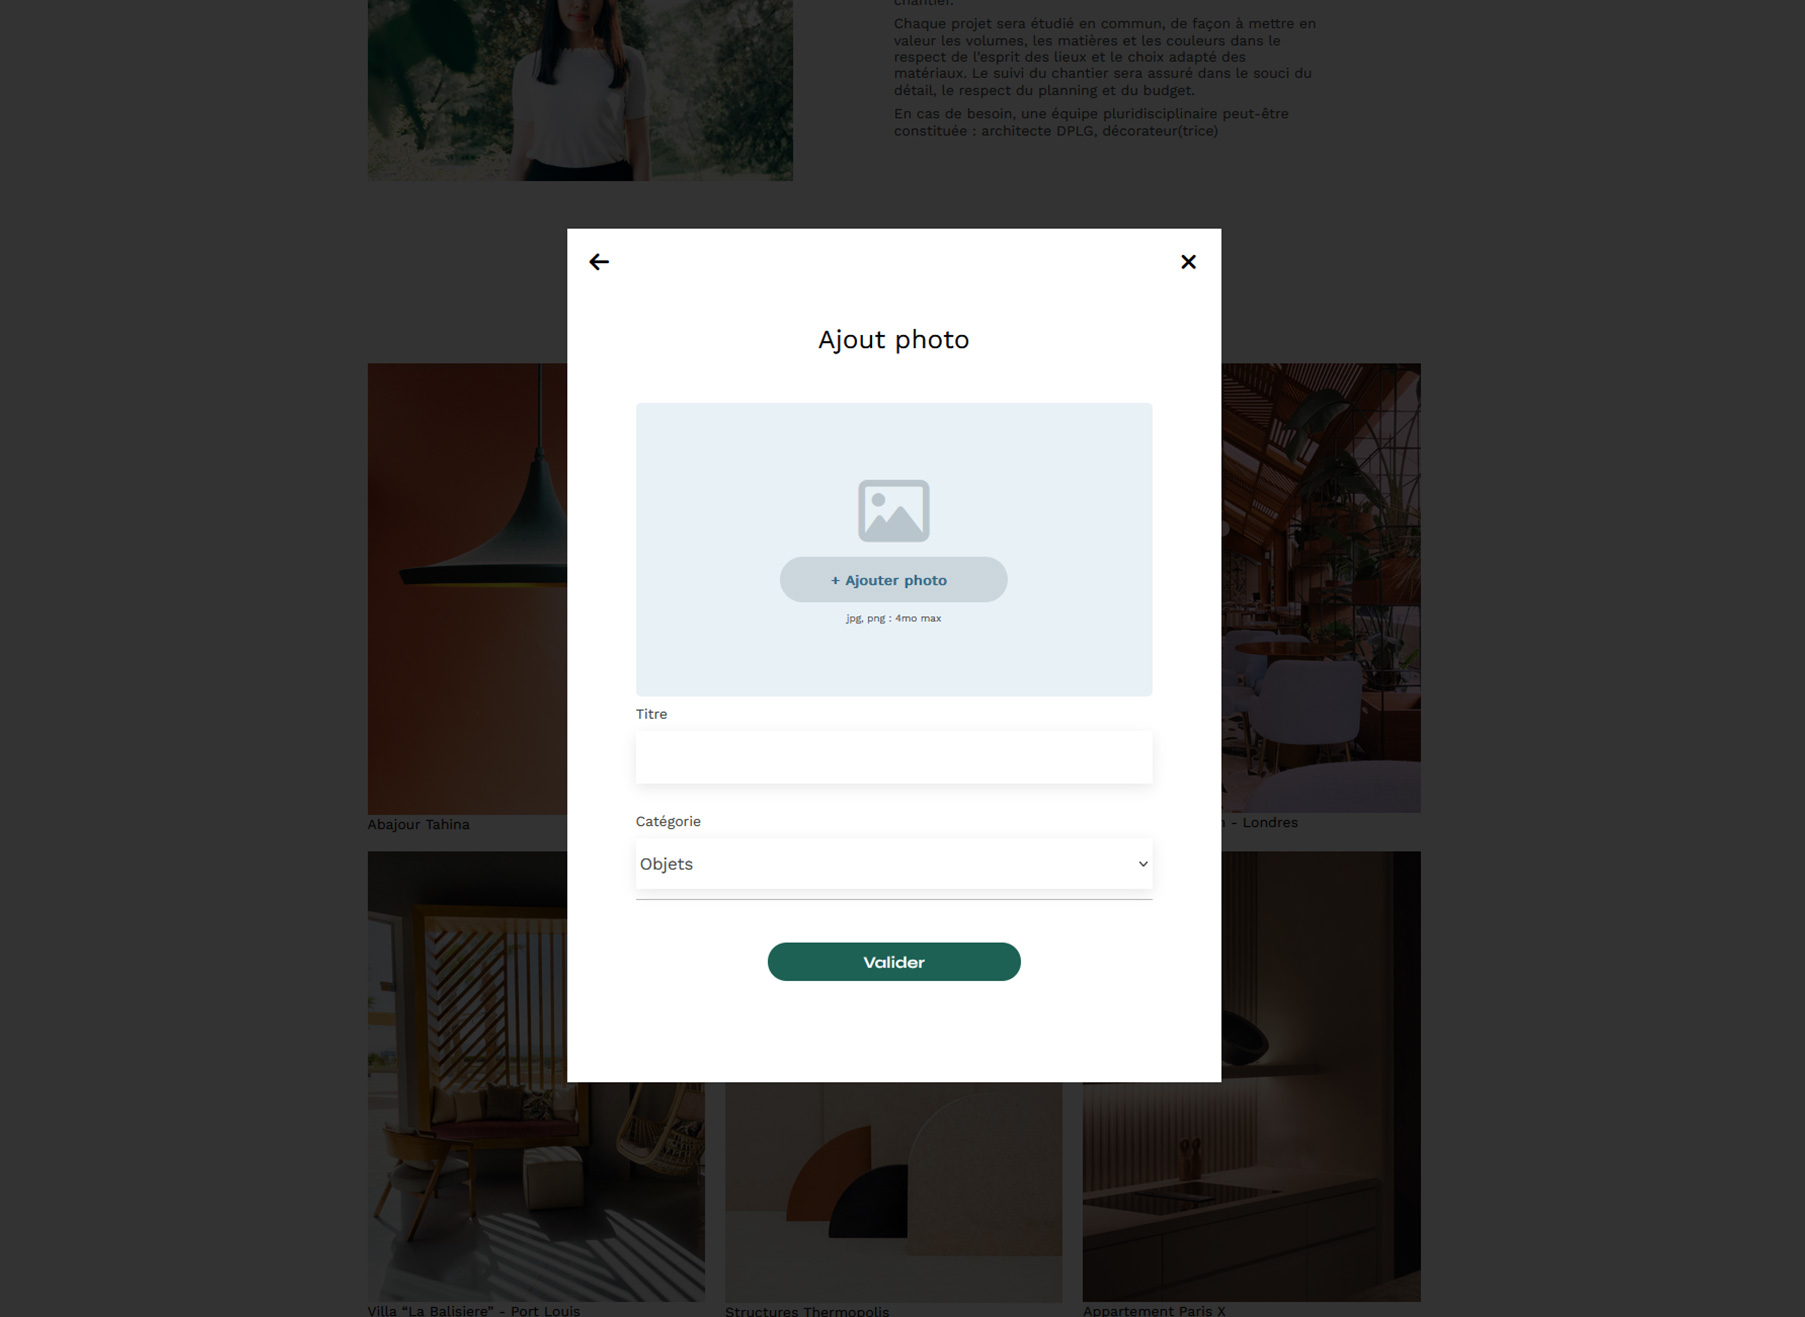 chantier.
Chaque projet sera étudié en commun, de façon à mettre en
valeur les volumes, les matières et les couleurs dans le
respect de l’esprit des lieux et le choix adapté des
matériaux. Le suivi du chantier sera assuré dans le souci du
détail, le respect du planning et du budget.
En cas de besoin, une équipe pluridisciplinaire peut-être
constituée : architecte DPLG, décorateur(trice)
Ajout photo
+ Ajouter photo
jpg, png : 4mo max
Titre
Catégorie
Objets
Valider
Abajour Tahina
- Londres
Villa “La Balisiere” - Port Louis
Structures Thermopolis
Appartement Paris X